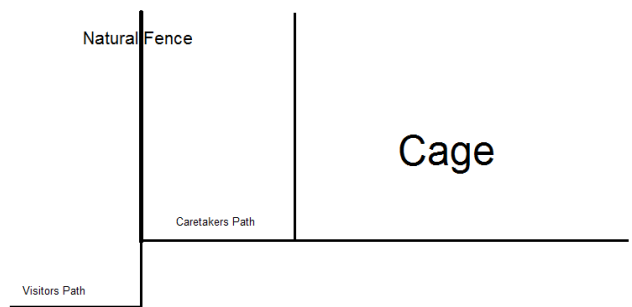 Natural Fence
Cage
Caretakers Path
Visitors Path